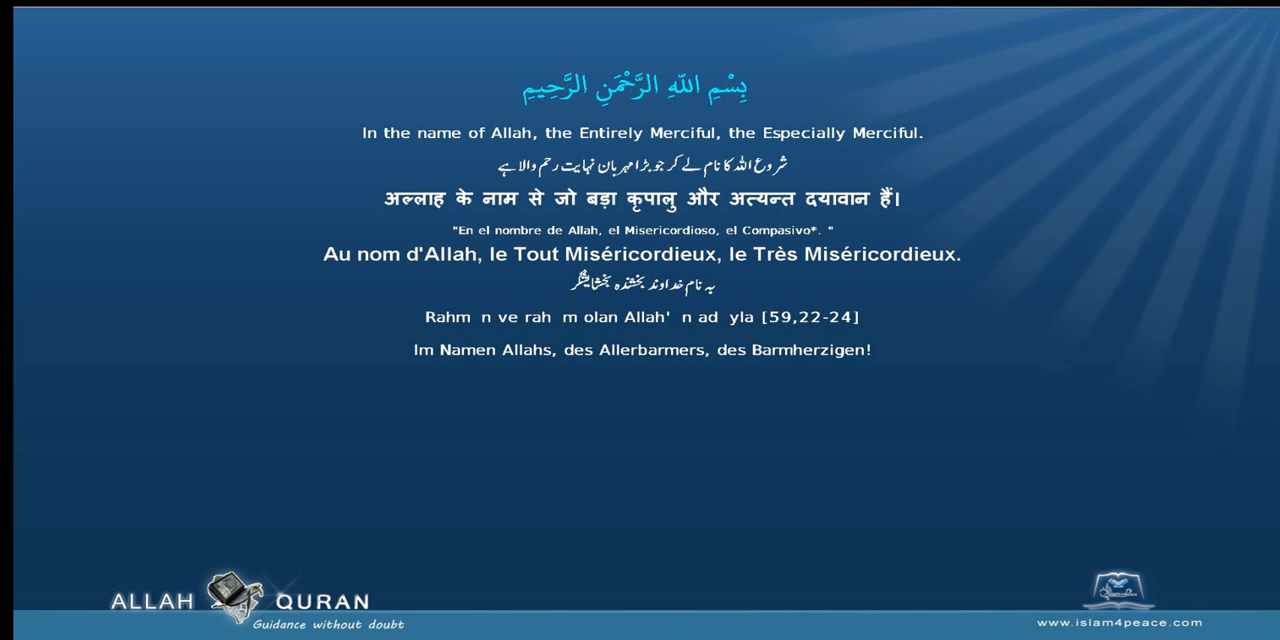 بِسْمِ اللَّهِ الرَّحْمَنِ الرَّحِيمِ
In the name of Allah, the Entirely Merciful, the Especially Merciful.
شروع الله کا نام لے کر جو بڑا مہربان نہایت رحم والا ہے
अल्लाह के नाम से जो बड़ा कृपालु और अत्यन्त दयावान हैं।
"En el nombre de Allah, el Misericordioso, el Compasivo*. "
Au nom d'Allah, le Tout Miséricordieux, le Très Miséricordieux.
به نام خداوند بخشنده بخشایشگر
Rahm n ve rah m olan Allah' n ad yla [59,22-24]
Im Namen Allahs, des Allerbarmers, des Barmherzigen!
ALLAH QURAN
Guidance without doubt
www.islam4peace.com